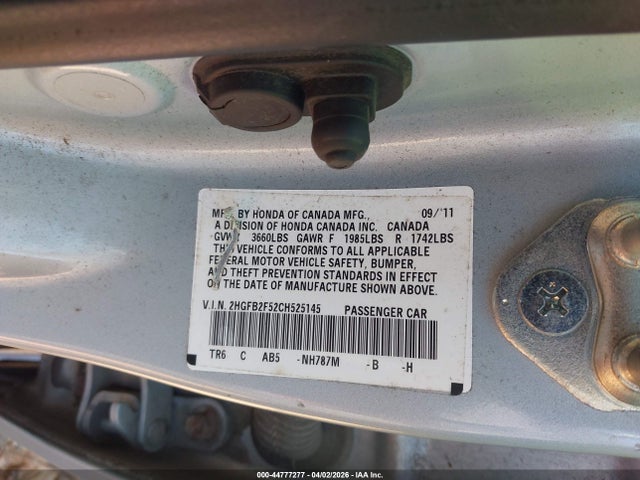 MFD. BY HONDA OF CANADA MFG., 09/'11
A DIVISION OF HONDA CANADA INC. CANADA
GVWR 3660LBS GAWR F 1985LBS R 1742LBS
THIS VEHICLE CONFORMS TO ALL APPLICABLE
FEDERAL MOTOR VEHICLE SAFETY, BUMPER,
AND THEFT PREVENTION STANDARDS IN EFFECT
ON THE DATE OF MANUFACTURE SHOWN ABOVE.
V.I.N. 2HGFB2F52CH525145 PASSENGER CAR
TR6 C AB5 -NH787M -B -H
000-44777277 - 04/02/2026 - IAA Inc.